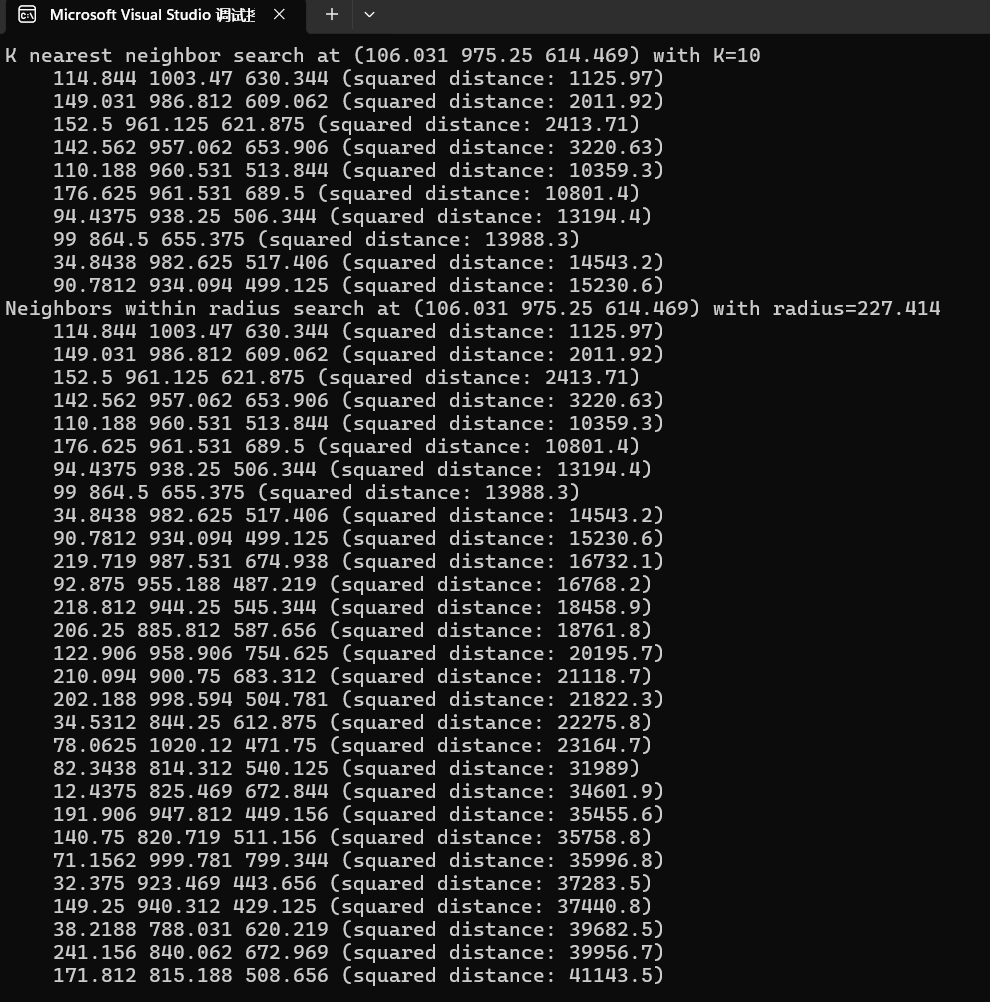 Microsoft Visual Studio 调试
K nearest neighbor search at (106.031 975.25 614.469) with K=10
114.844 1003.47 630.344 (squared distance: 1125.97)
149.031 986.812 609.062 (squared distance: 2011.92)
152.5 961.125 621.875 (squared distance: 2413.71)
142.562 957.062 653.906 (squared distance: 3220.63)
110.188 960.531 513.844 (squared distance: 10359.3)
176.625 961.531 689.5 (squared distance: 10801.4)
94.4375 938.25 506.344 (squared distance: 13194.4)
99 864.5 655.375 (squared distance: 13988.3)
34.8438 982.625 517.406 (squared distance: 14543.2)
90.7812 934.094 499.125 (squared distance: 15230.6)
Neighbors within radius search at (106.031 975.25 614.469) with radius=227.414
114.844 1003.47 630.344 (squared distance: 1125.97)
149.031 986.812 609.062 (squared distance: 2011.92)
152.5 961.125 621.875 (squared distance: 2413.71)
142.562 957.062 653.906 (squared distance: 3220.63)
110.188 960.531 513.844 (squared distance: 10359.3)
176.625 961.531 689.5 (squared distance: 10801.4)
94.4375 938.25 506.344 (squared distance: 13194.4)
99 864.5 655.375 (squared distance: 13988.3)
34.8438 982.625 517.406 (squared distance: 14543.2)
90.7812 934.094 499.125 (squared distance: 15230.6)
219.719 987.531 674.938 (squared distance: 16732.1)
92.875 955.188 487.219 (squared distance: 16768.2)
218.812 944.25 545.344 (squared distance: 18458.9)
206.25 885.812 587.656 (squared distance: 18761.8)
122.906 958.906 754.625 (squared distance: 20195.7)
210.094 900.75 683.312 (squared distance: 21118.7)
202.188 998.594 504.781 (squared distance: 21822.3)
34.5312 844.25 612.875 (squared distance: 22275.8)
78.0625 1020.12 471.75 (squared distance: 23164.7)
82.3438 814.312 540.125 (squared distance: 31989)
12.4375 825.469 672.844 (squared distance: 34601.9)
191.906 947.812 449.156 (squared distance: 35455.6)
140.75 820.719 511.156 (squared distance: 35758.8)
71.1562 999.781 799.344 (squared distance: 35996.8)
32.375 923.469 443.656 (squared distance: 37283.5)
149.25 940.312 429.125 (squared distance: 37440.8)
38.2188 788.031 620.219 (squared distance: 39682.5)
241.156 840.062 672.969 (squared distance: 39956.7)
171.812 815.188 508.656 (squared distance: 41143.5)